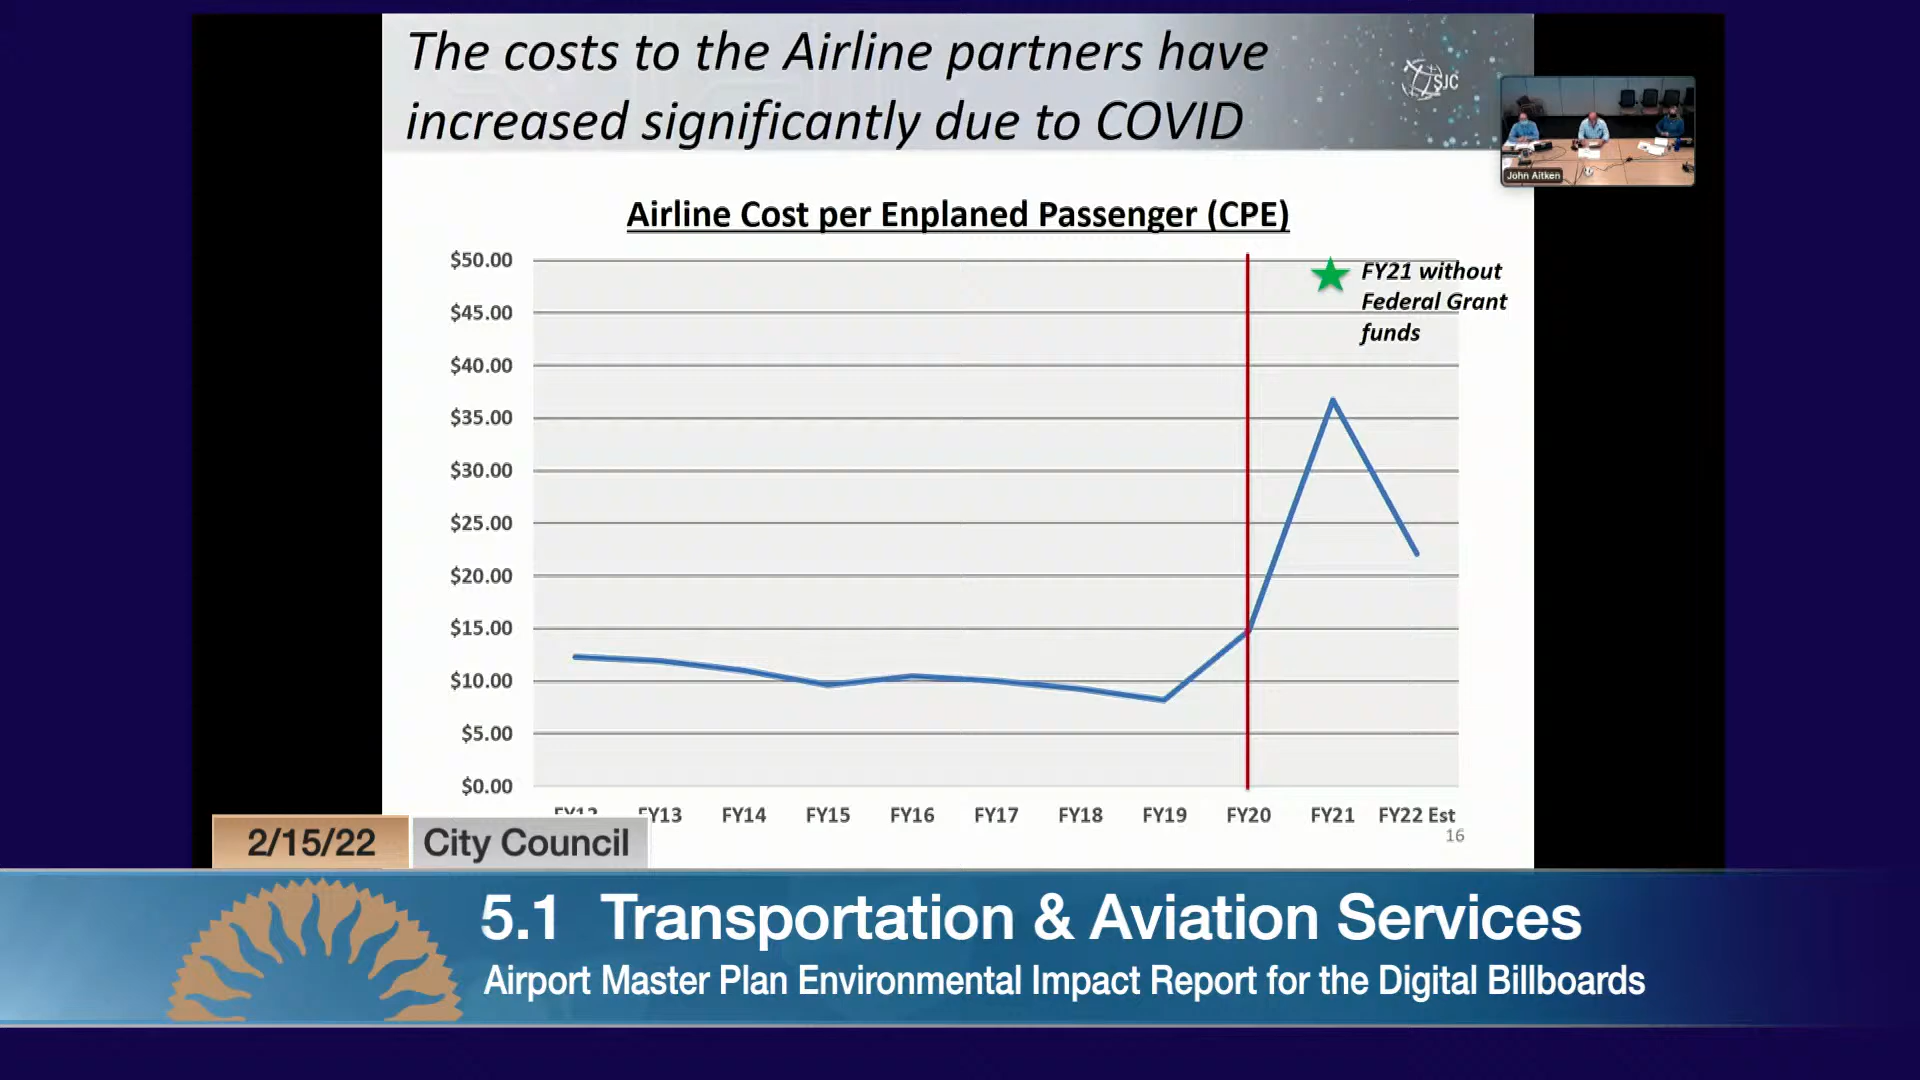 The costs to the Airline partners have
increased significantly due to COVID
SJC
John Aitken
Airline Cost per Enplaned Passenger (CPE)
$50.00
$45.00
$40.00
$35.00
$30.00
$25.00
$20.00
$15.00
$10.00
$5.00
$0.00
FY21 without
Federal Grant
funds
FY12 FY13 FY14 FY15 FY16 FY17 FY18 FY19 FY20 FY21 FY22 Est
16
2/15/22 City Council
5.1 Transportation & Aviation Services
Airport Master Plan Environmental Impact Report for the Digital Billboards